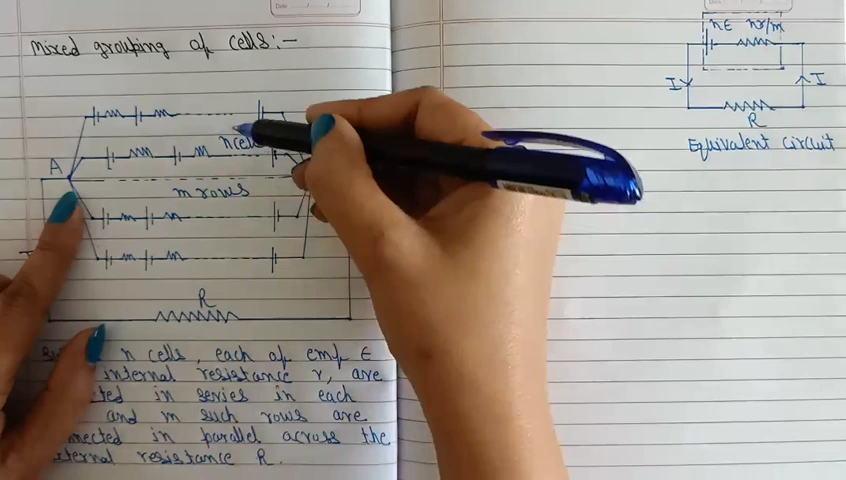 Mixed grouping of cells:-
n cells
A
m rows
R
n cells, each of emf E
internal resistance r, are
in series in each
and m such rows are
in parallel across the
resistance R.
Date
nE nr/m
I I
R
Equivalent circuit